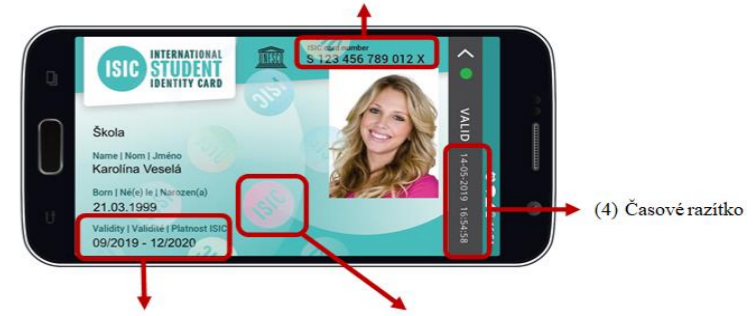 ISIC
INTERNATIONAL
STUDENT
IDENTITY CARD
ISIC card number
S 123 456 789 012 X
Škola
Name | Nom | Jméno
Karolína Veselá
Born | Né(e) le | Narozen(a)
21.03.1999
Validity | Validité | Platnost ISIC
09/2019 - 12/2020
ISIC
ISIC
VALID
14-05-2019 16:54:58
(4) Časové razítko